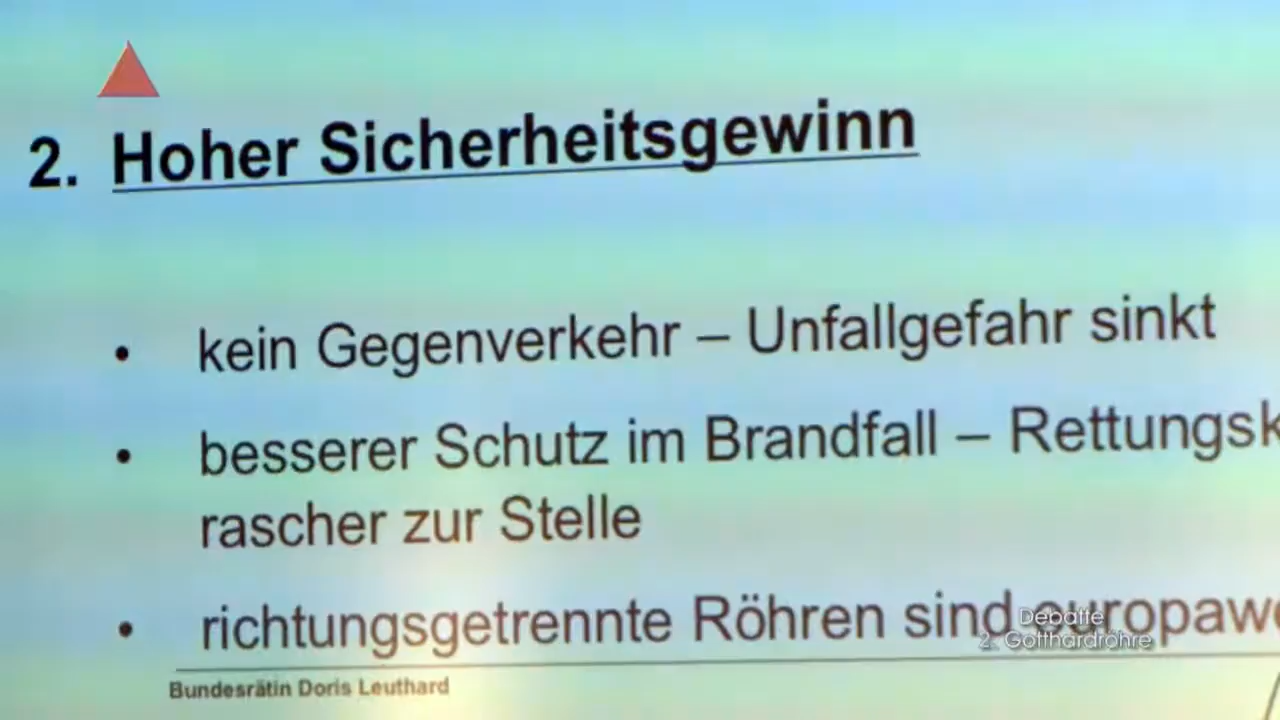 2. Hoher Sicherheitsgewinn
• kein Gegenverkehr – Unfallgefahr sinkt
• besserer Schutz im Brandfall – Rettungsk
rascher zur Stelle
• richtungsgetrennte Röhren sind europaw
Debatte
2. Gotthardröhre
Bundesrätin Doris Leuthard